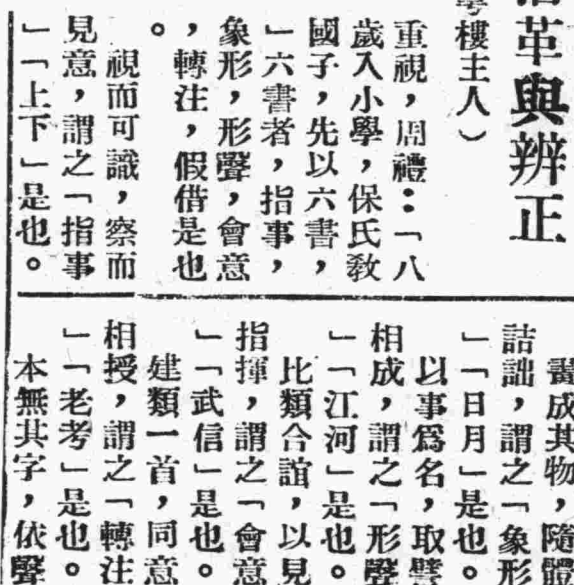 沿革與辨正
樓主人）
重視，周禮：「八
歲入小學，保氏教
國子，先以六書，
」六書者，指事，
象形，形聲，會意
，轉注，假借是也
。
視而可識，察而
見意，謂之「指事
」「上下」是也。
畫成其物，隨體
詰詘，謂之「象形
」「日月」是也。
以事爲名，取譬
相成，謂之「形聲
」「江河」是也。
比類合誼，以見
指揮，謂之「會意
」「武信」是也。
建類一首，同意
相授，謂之「轉注
」「老考」是也。
本無其字，依聲